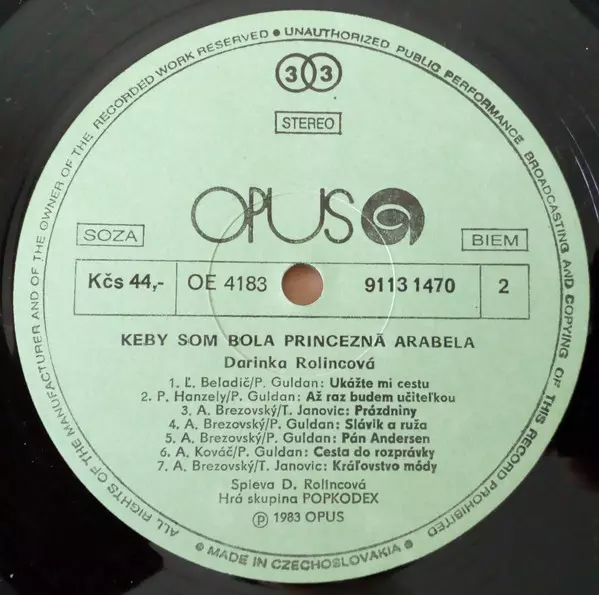 ALL RIGHTS OF THE MANUFACTURER AND OF THE OWNER OF THE RECORDED WORK RESERVED ● UNAUTHORIZED PUBLIC PERFORMANCE BROADCASTING AND COPYING OF THIS RECORD PROHIBITED
● MADE IN CZECHOSLOVAKIA ●
33
STEREO
OPUS
SOZA
BIEM
Kčs 44,- OE 4183 9113 1470 2
KEBY SOM BOLA PRINCEZNÁ ARABELA
Darinka Rolincová
1. Ľ. Beladič/P. Guldan: Ukážte mi cestu
2. P. Hanzely/P. Guldan: Až raz budem učiteľkou
3. A. Brezovský/T. Janovic: Prázdniny
4. A. Brezovský/P. Guldan: Slávik a ruža
5. A. Brezovský/P. Guldan: Pán Andersen
6. A. Kováč/P. Guldan: Cesta do rozprávky
7. A. Brezovský/T. Janovic: Kráľovstvo módy
Spieva D. Rolincová
Hrá skupina POPKODEX
Ⓟ 1983 OPUS